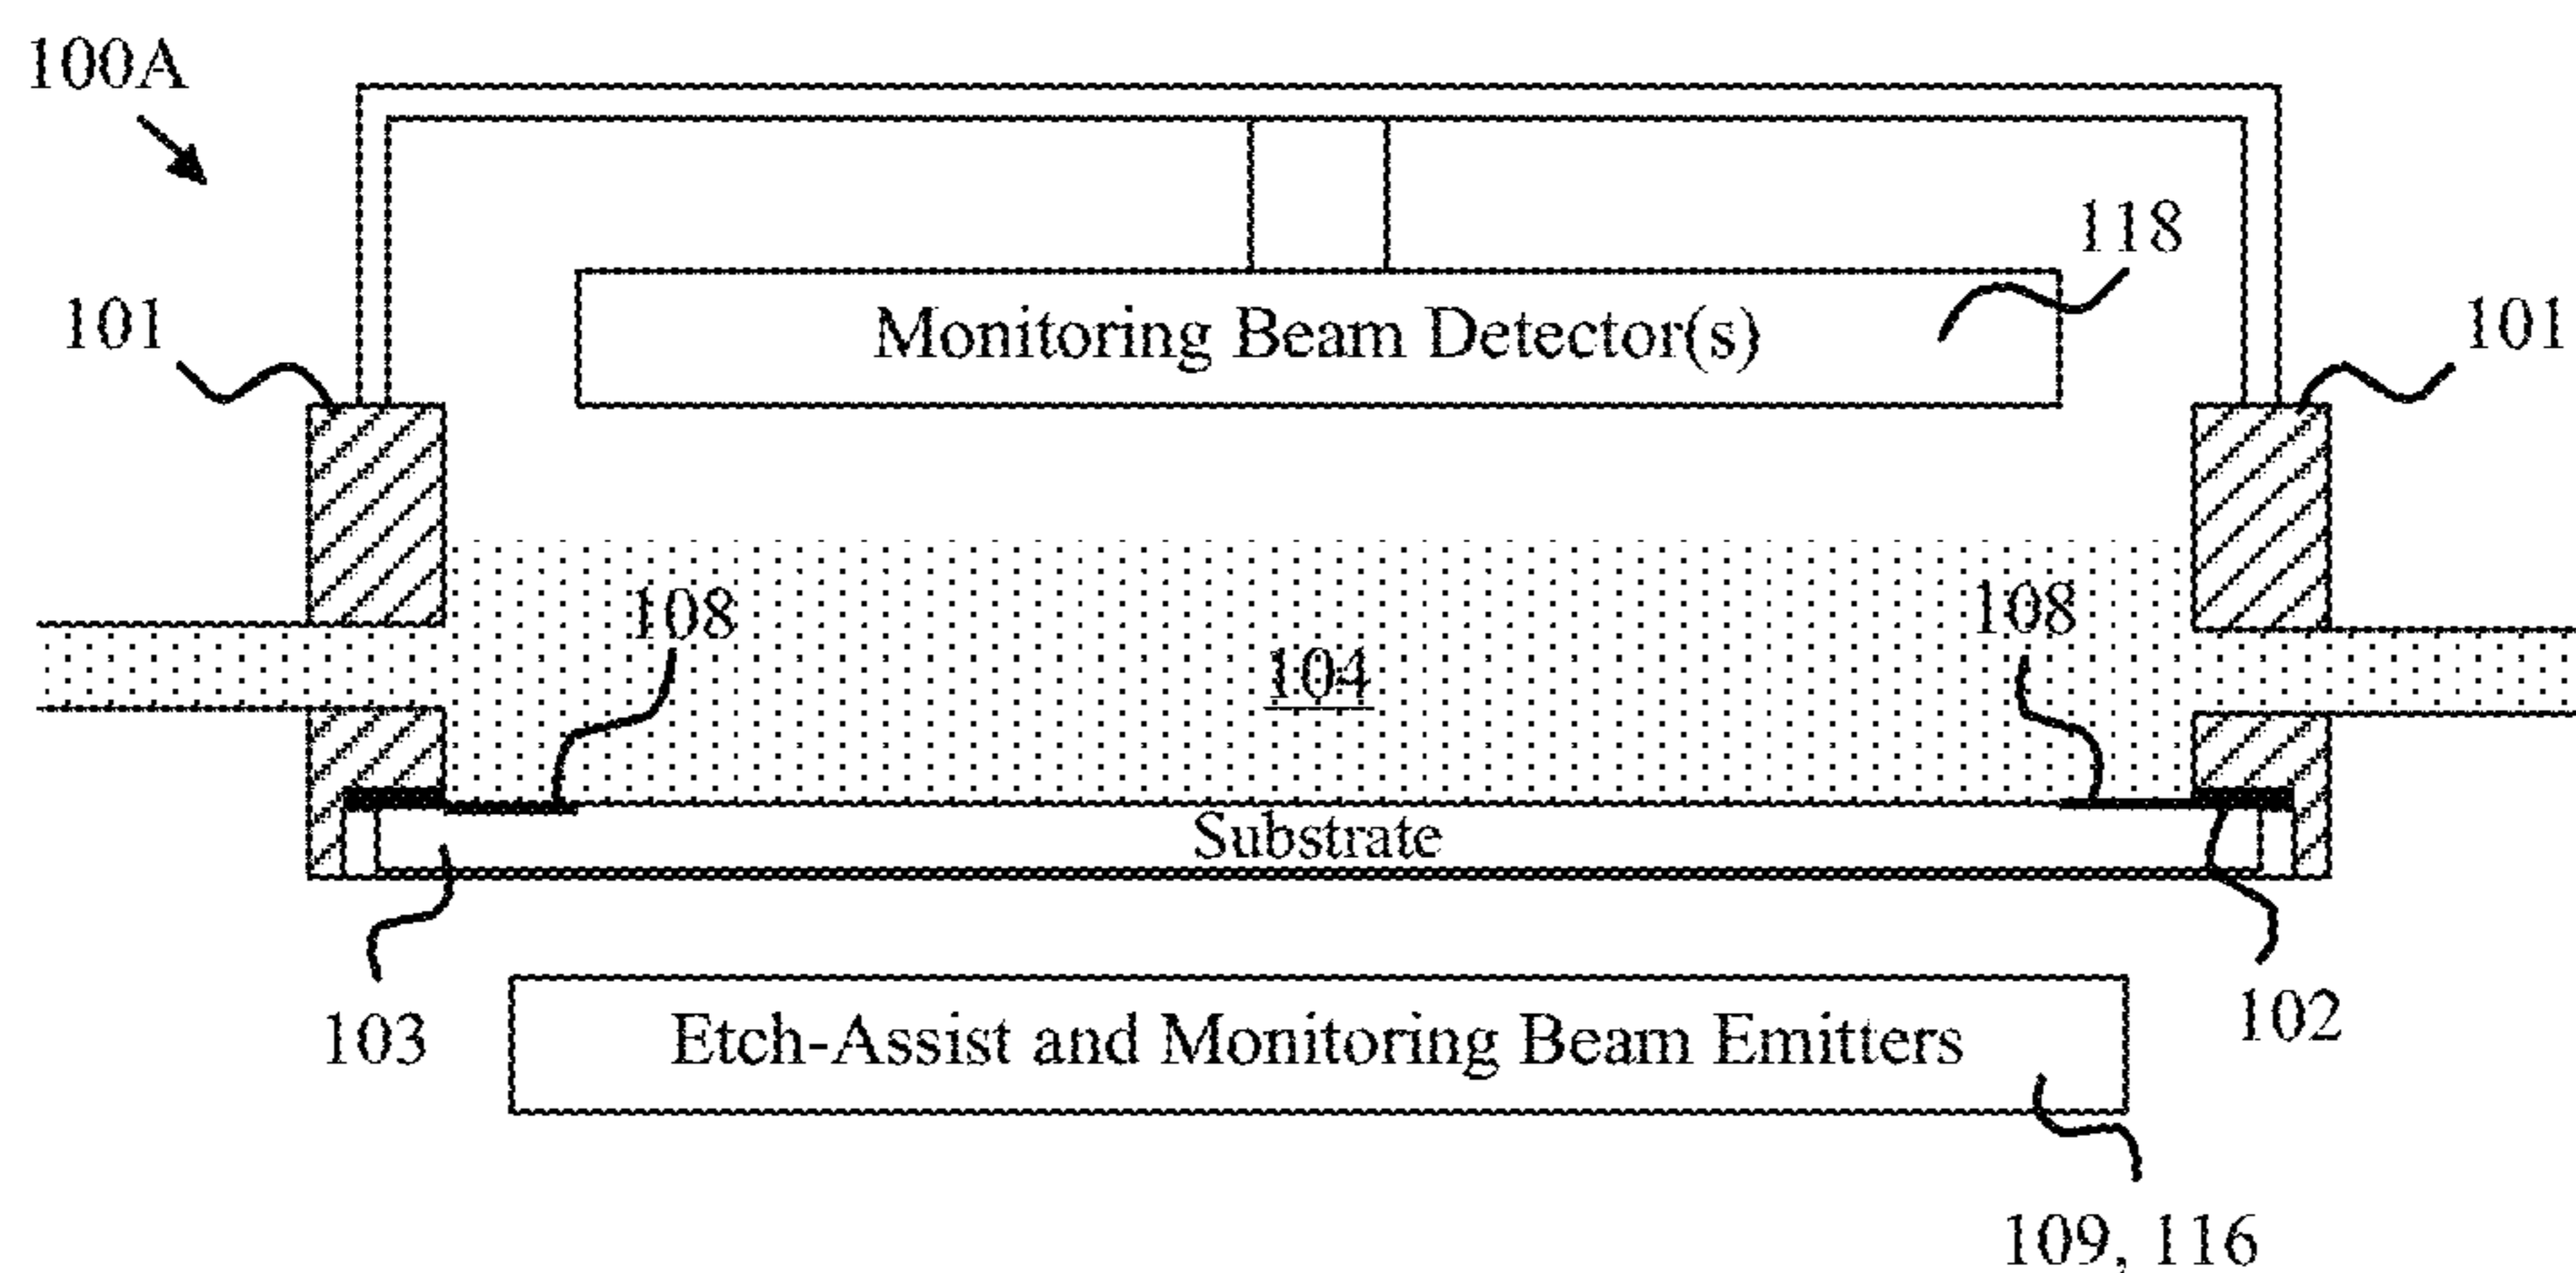 100A
118
101
Monitoring Beam Detector(s)
101
108
108
104
Substrate
103
Etch-Assist and Monitoring Beam Emitters
102
109, 116